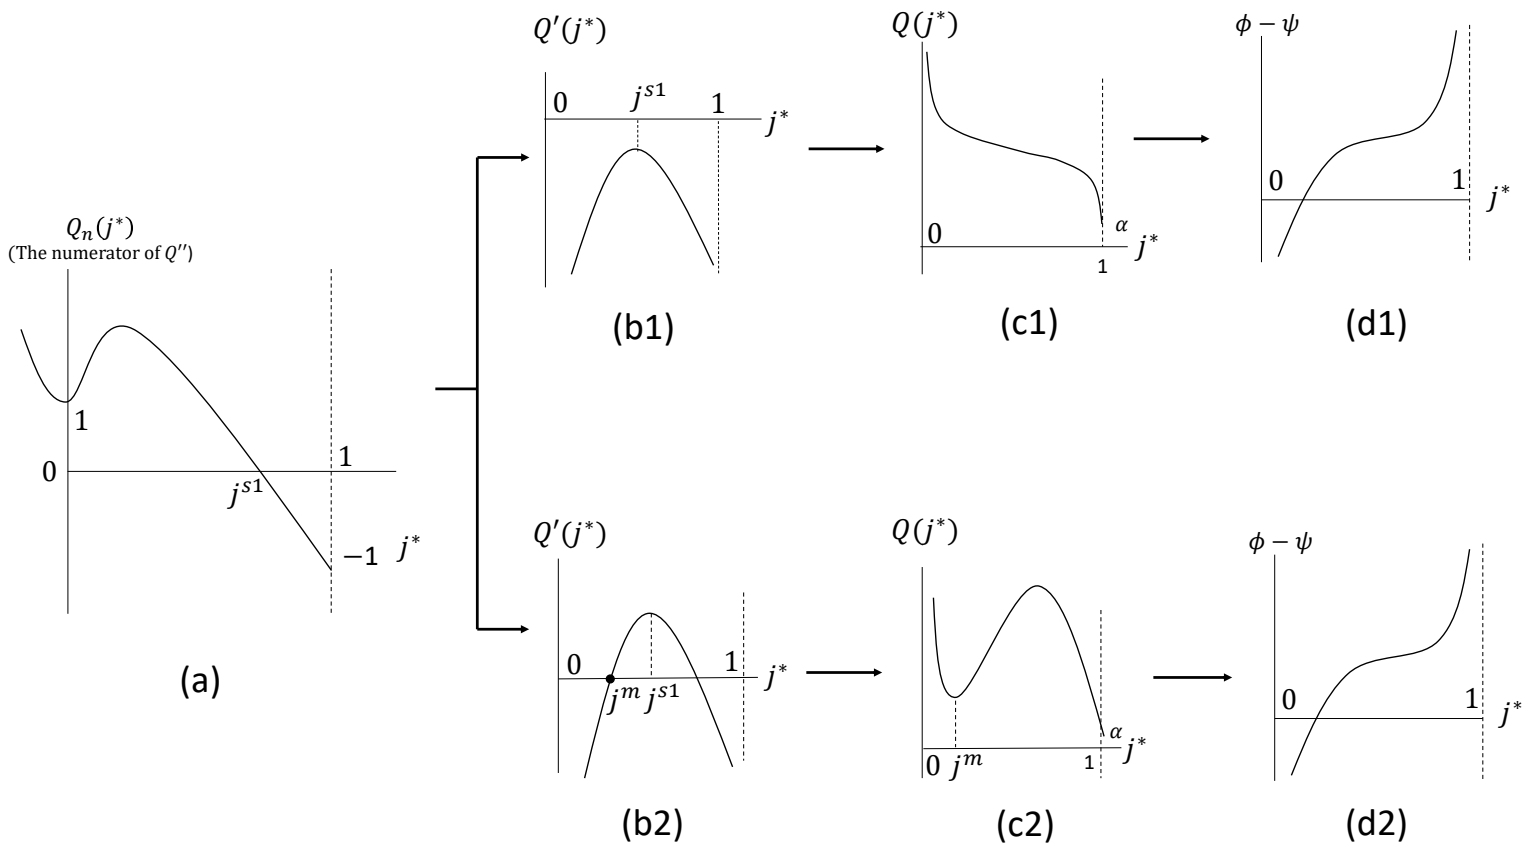 Q_n(j*)
(The numerator of Q′′)
1
0
1
j^{s1}
−1
j*
(a)
Q′(j*)
0
j^{s1}
1
j*
(b1)
Q(j*)
0
α
1
j*
(c1)
ϕ − ψ
0
1
j*
(d1)
Q′(j*)
0
1
j*
j^m
j^{s1}
(b2)
Q(j*)
α
0
j^m
1
j*
(c2)
ϕ − ψ
0
1
j*
(d2)